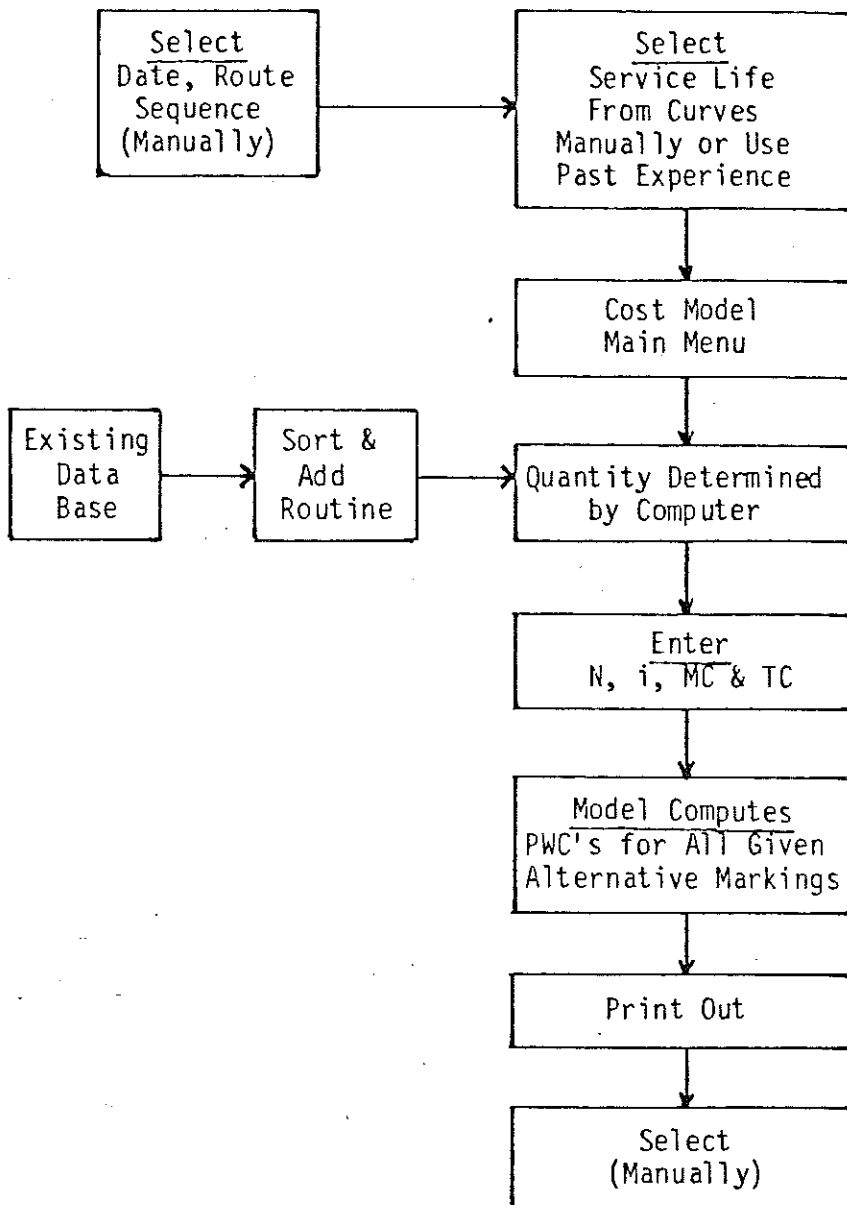 Select
Date, Route
Sequence
(Manually)
Select
Service Life
From Curves
Manually or Use
Past Experience
Cost Model
Main Menu
Existing
Data
Base
Sort &
Add
Routine
Quantity Determined
by Computer
Enter
N, i, MC & TC
Model Computes
PWC's for All Given
Alternative Markings
Print Out
Select
(Manually)